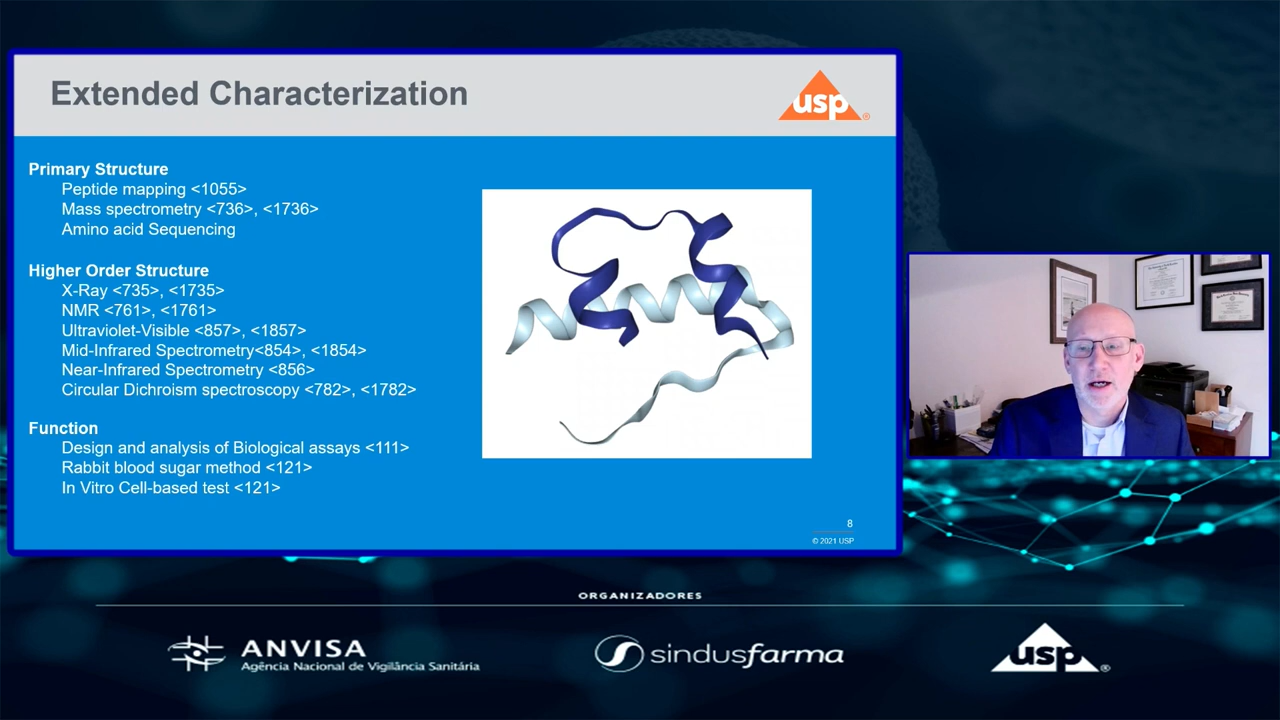 Extended Characterization
usp®
Primary Structure
Peptide mapping <1055>
Mass spectrometry <736>, <1736>
Amino acid Sequencing
Higher Order Structure
X-Ray <735>, <1735>
NMR <761>, <1761>
Ultraviolet-Visible <857>, <1857>
Mid-Infrared Spectrometry<854>, <1854>
Near-Infrared Spectrometry <856>
Circular Dichroism spectroscopy <782>, <1782>
Function
Design and analysis of Biological assays <111>
Rabbit blood sugar method <121>
In Vitro Cell-based test <121>
8
© 2021 USP
ORGANIZADORES
ANVISA
Agência Nacional de Vigilância Sanitária
sindusfarma
usp®